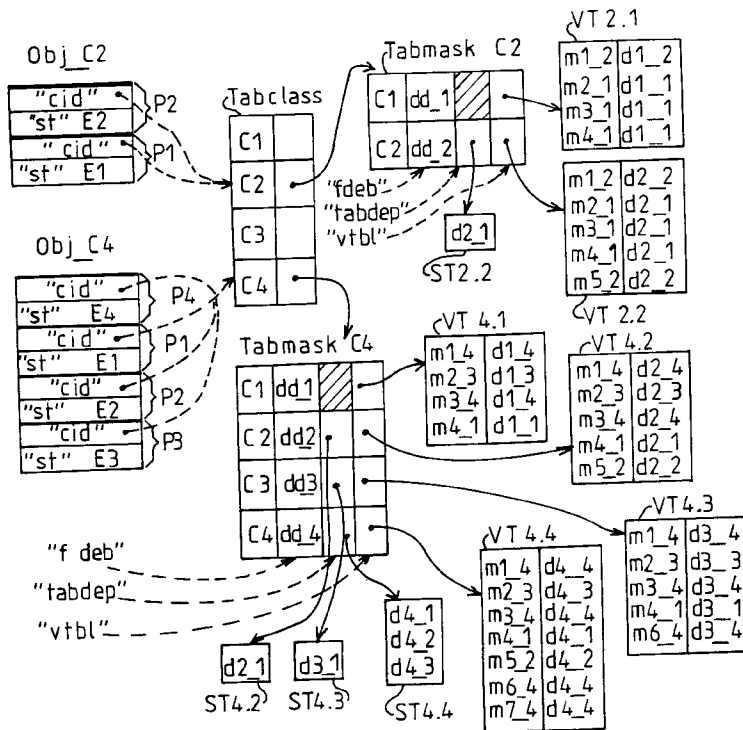 Obj_C2
"cid"
"st" E2
P2
"cid"
"st" E1
P1
Tabclass
C1
C2
C3
C4
Tabmask C2
C1 dd_1
C2 dd_2
"fdeb"
"tabdep"
"vtbl"
d2_1
ST2.2
VT 2.1
m1_2 d1_2
m2_1 d1_1
m3_1 d1_1
m4_1 d1_1
m1_2 d2_2
m2_1 d2_1
m3_1 d2_1
m4_1 d2_1
m5_2 d2_2
VT 2.2
Obj_C4
"cid"
"st" E4
P4
"cid"
"st" E1
P1
"cid"
"st" E2
P2
"cid"
"st" E3
P3
Tabmask C4
C1 dd_1
C2 dd2
C3 dd_3
C4 dd_4
"f deb"
"tabdep"
"vtbl"
d2_1
ST4.2
d3_1
ST4.3
d4_1
d4_2
d4_3
ST4.4
VT 4.1
m1_4 d1_4
m2_3 d1_3
m3_4 d1_4
m4_1 d1_1
VT 4.2
m1_4 d2_4
m2_3 d2_3
m3_4 d2_4
m4_1 d2_1
m5_2 d2_2
VT4.3
m1_4 d3_4
m2_3 d3_3
m3_4 d3_4
m4_1 d3_1
m6_4 d3_4
VT4.4
m1_4 d4_4
m2_3 d4_3
m3_4 d4_4
m4_1 d4_1
m5_2 d4_2
m6_4 d4_4
m7_4 d4_4